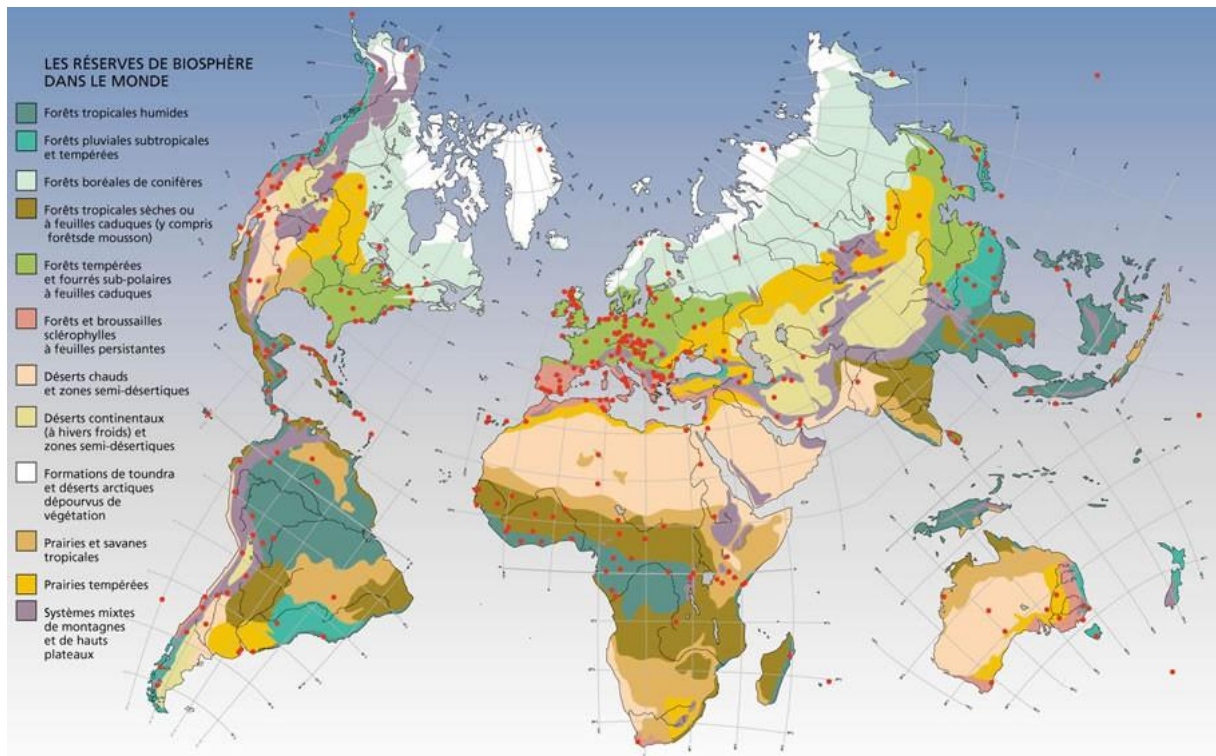 LES RÉSERVES DE BIOSPHÈRE
DANS LE MONDE
Forêts tropicales humides
Forêts pluviales subtropicales
et tempérées
Forêts boréales de conifères
Forêts tropicales sèches ou
à feuilles caduques (y compris
forêtsde mousson)
Forêts tempérées
et fourrés sub-polaires
à feuilles caduques
Forêts et broussailles
sclérophylles
à feuilles persistantes
Déserts chauds
et zones semi-désertiques
Déserts continentaux
(à hivers froids) et
zones semi-désertiques
Formations de toundra
et déserts arctiques
dépourvus de
végétation
Prairies et savanes
tropicales
Prairies tempérées
Systèmes mixtes
de montagnes
et de hauts
plateaux